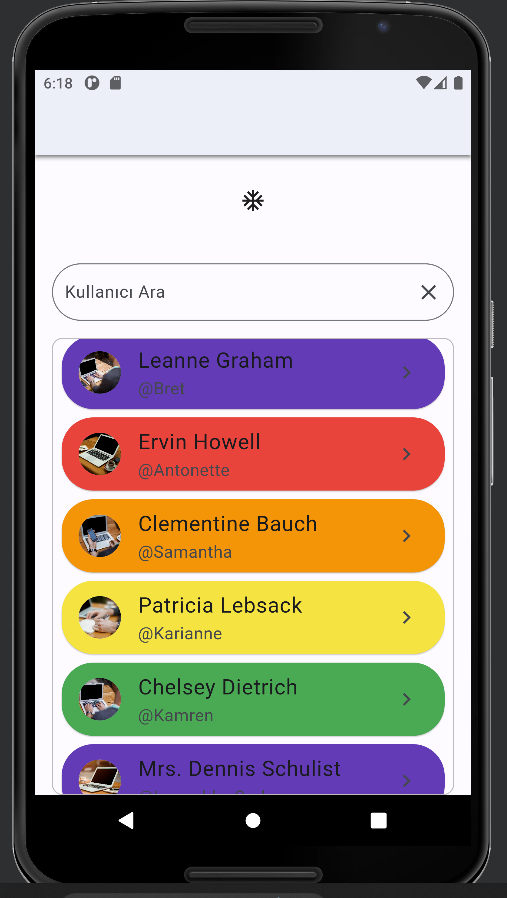 6:18
Kullanıcı Ara
Leanne Graham
@Bret
Ervin Howell
@Antonette
Clementine Bauch
@Samantha
Patricia Lebsack
@Karianne
Chelsey Dietrich
@Kamren
Mrs. Dennis Schulist